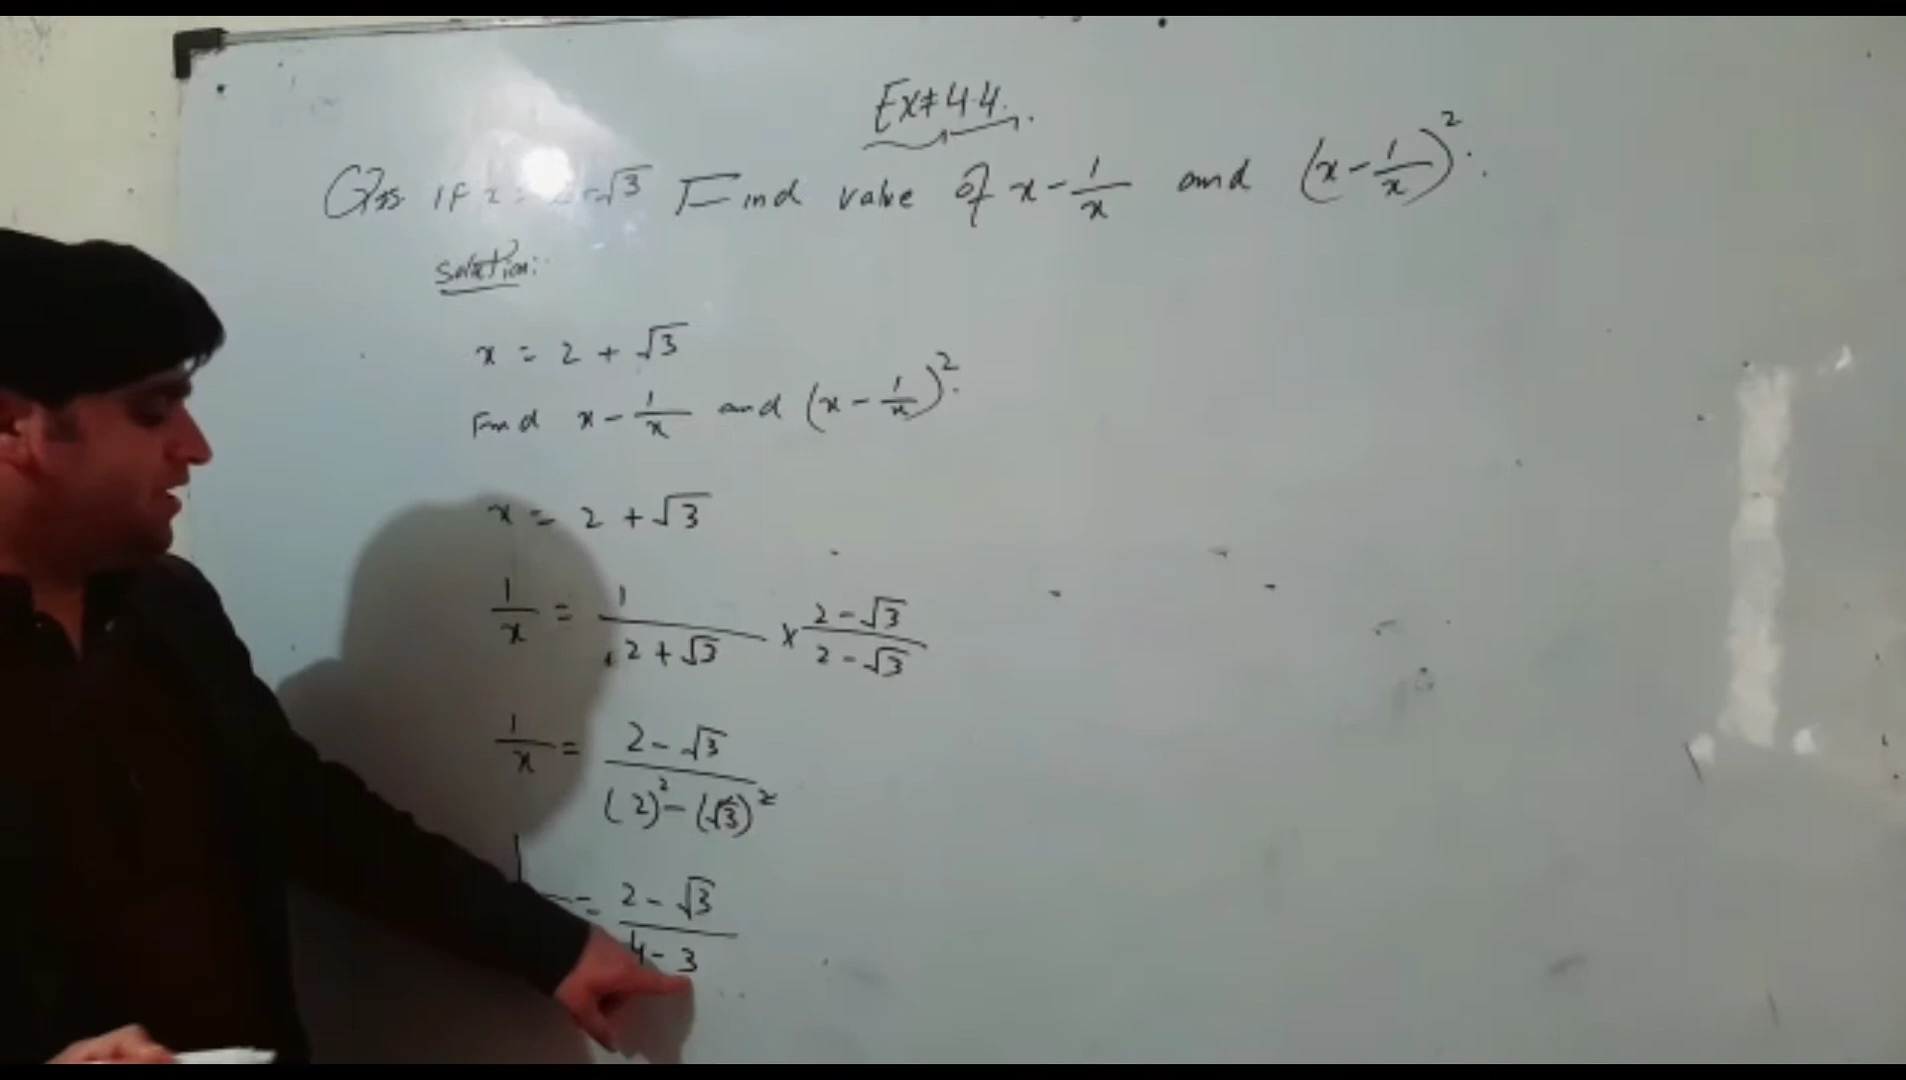 Ex# 4.4.
If x = √3 Find value of x - 1/x and (x - 1/x)²:
Solution:-
x = 2 + √3
Find x - 1/x and (x - 1/x)².
x = 2 + √3
1/x = 1/(2 + √3) × (2 - √3)/(2 - √3)
1/x = (2 - √3)/((2)² - (√3)²)
= (2 - √3)/(4 - 3)